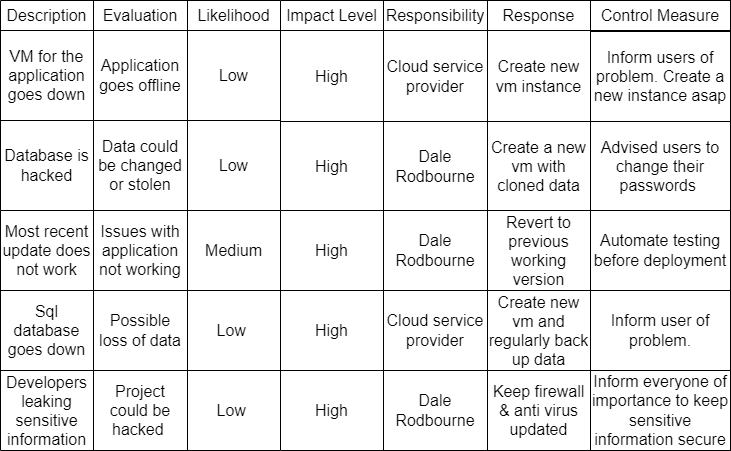 Description Evaluation Likelihood Impact Level Responsibility Response Control Measure
VM for the
application
goes down
Application
goes offline
Low
High
Cloud service
provider
Create new
vm instance
Inform users of
problem. Create a
new instance asap
Database is
hacked
Data could
be changed
or stolen
Low
High
Dale
Rodbourne
Create a new
vm with
cloned data
Advised users to
change their
passwords
Most recent
update does
not work
Issues with
application
not working
Medium
High
Dale
Rodbourne
Revert to
previous
working
version
Automate testing
before deployment
Sql
database
goes down
Possible
loss of data
Low
High
Cloud service
provider
Create new
vm and
regularly back
up data
Inform user of
problem.
Developers
leaking
sensitive
information
Project
could be
hacked
Low
High
Dale
Rodbourne
Keep firewall
& anti virus
updated
Inform everyone of
importance to keep
sensitive
information secure